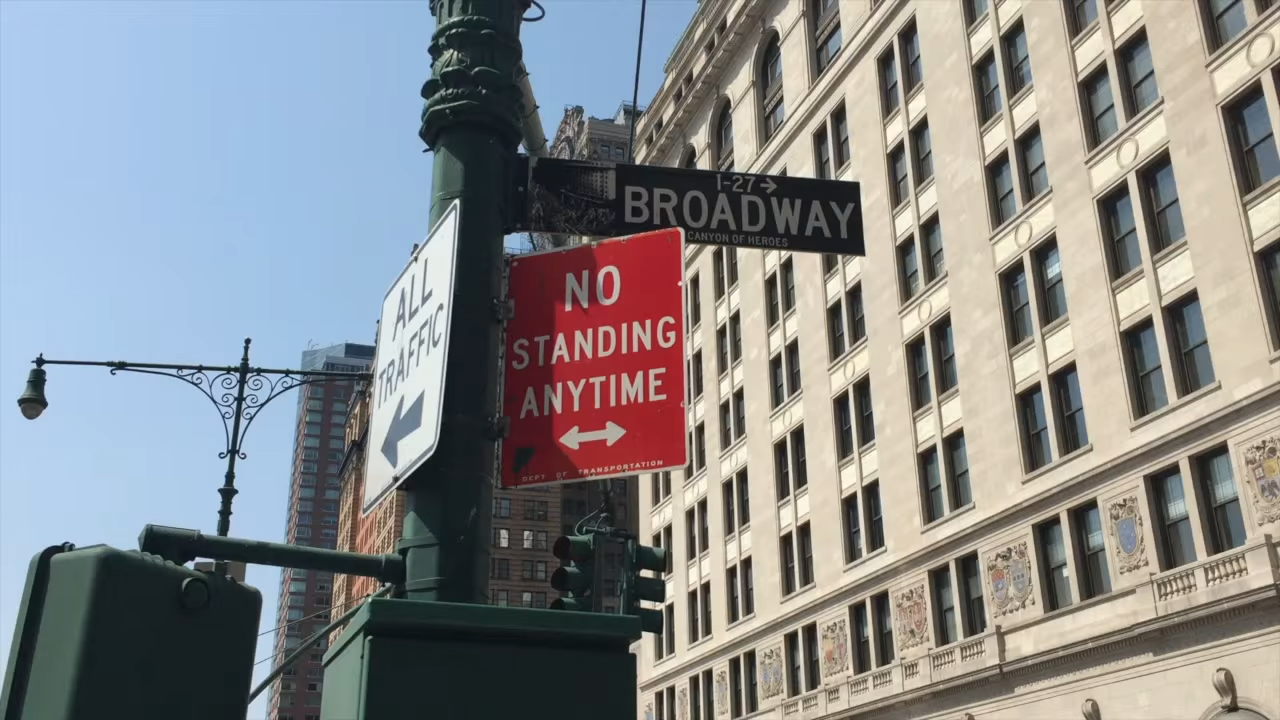 1-27→
BROADWAY
CANYON OF HEROES
ALL
TRAFFIC
NO
STANDING
ANYTIME
DEPT OF TRANSPORTATION